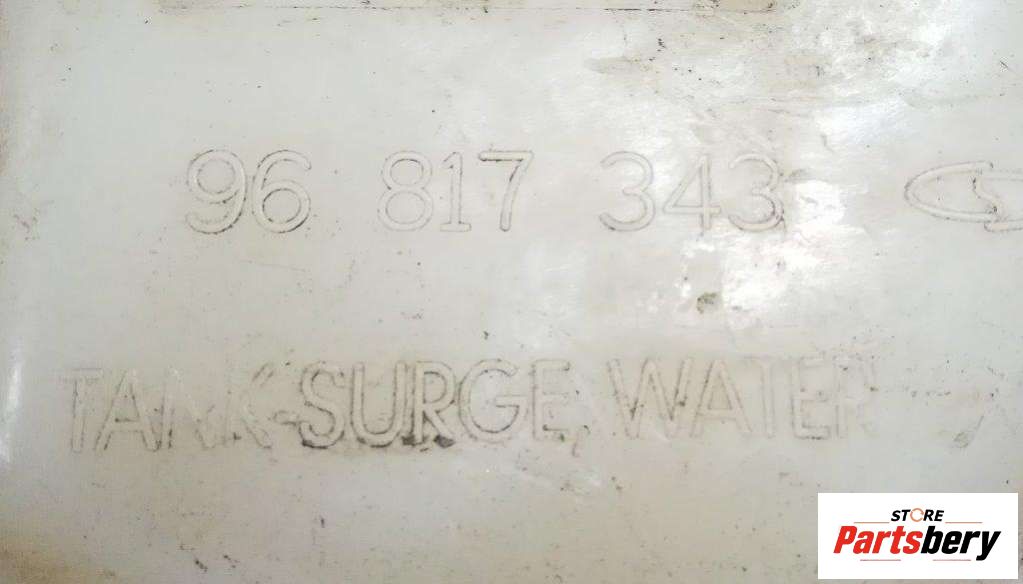 96 817 343
TANK-SURGE, WATER
STORE
Partsbery